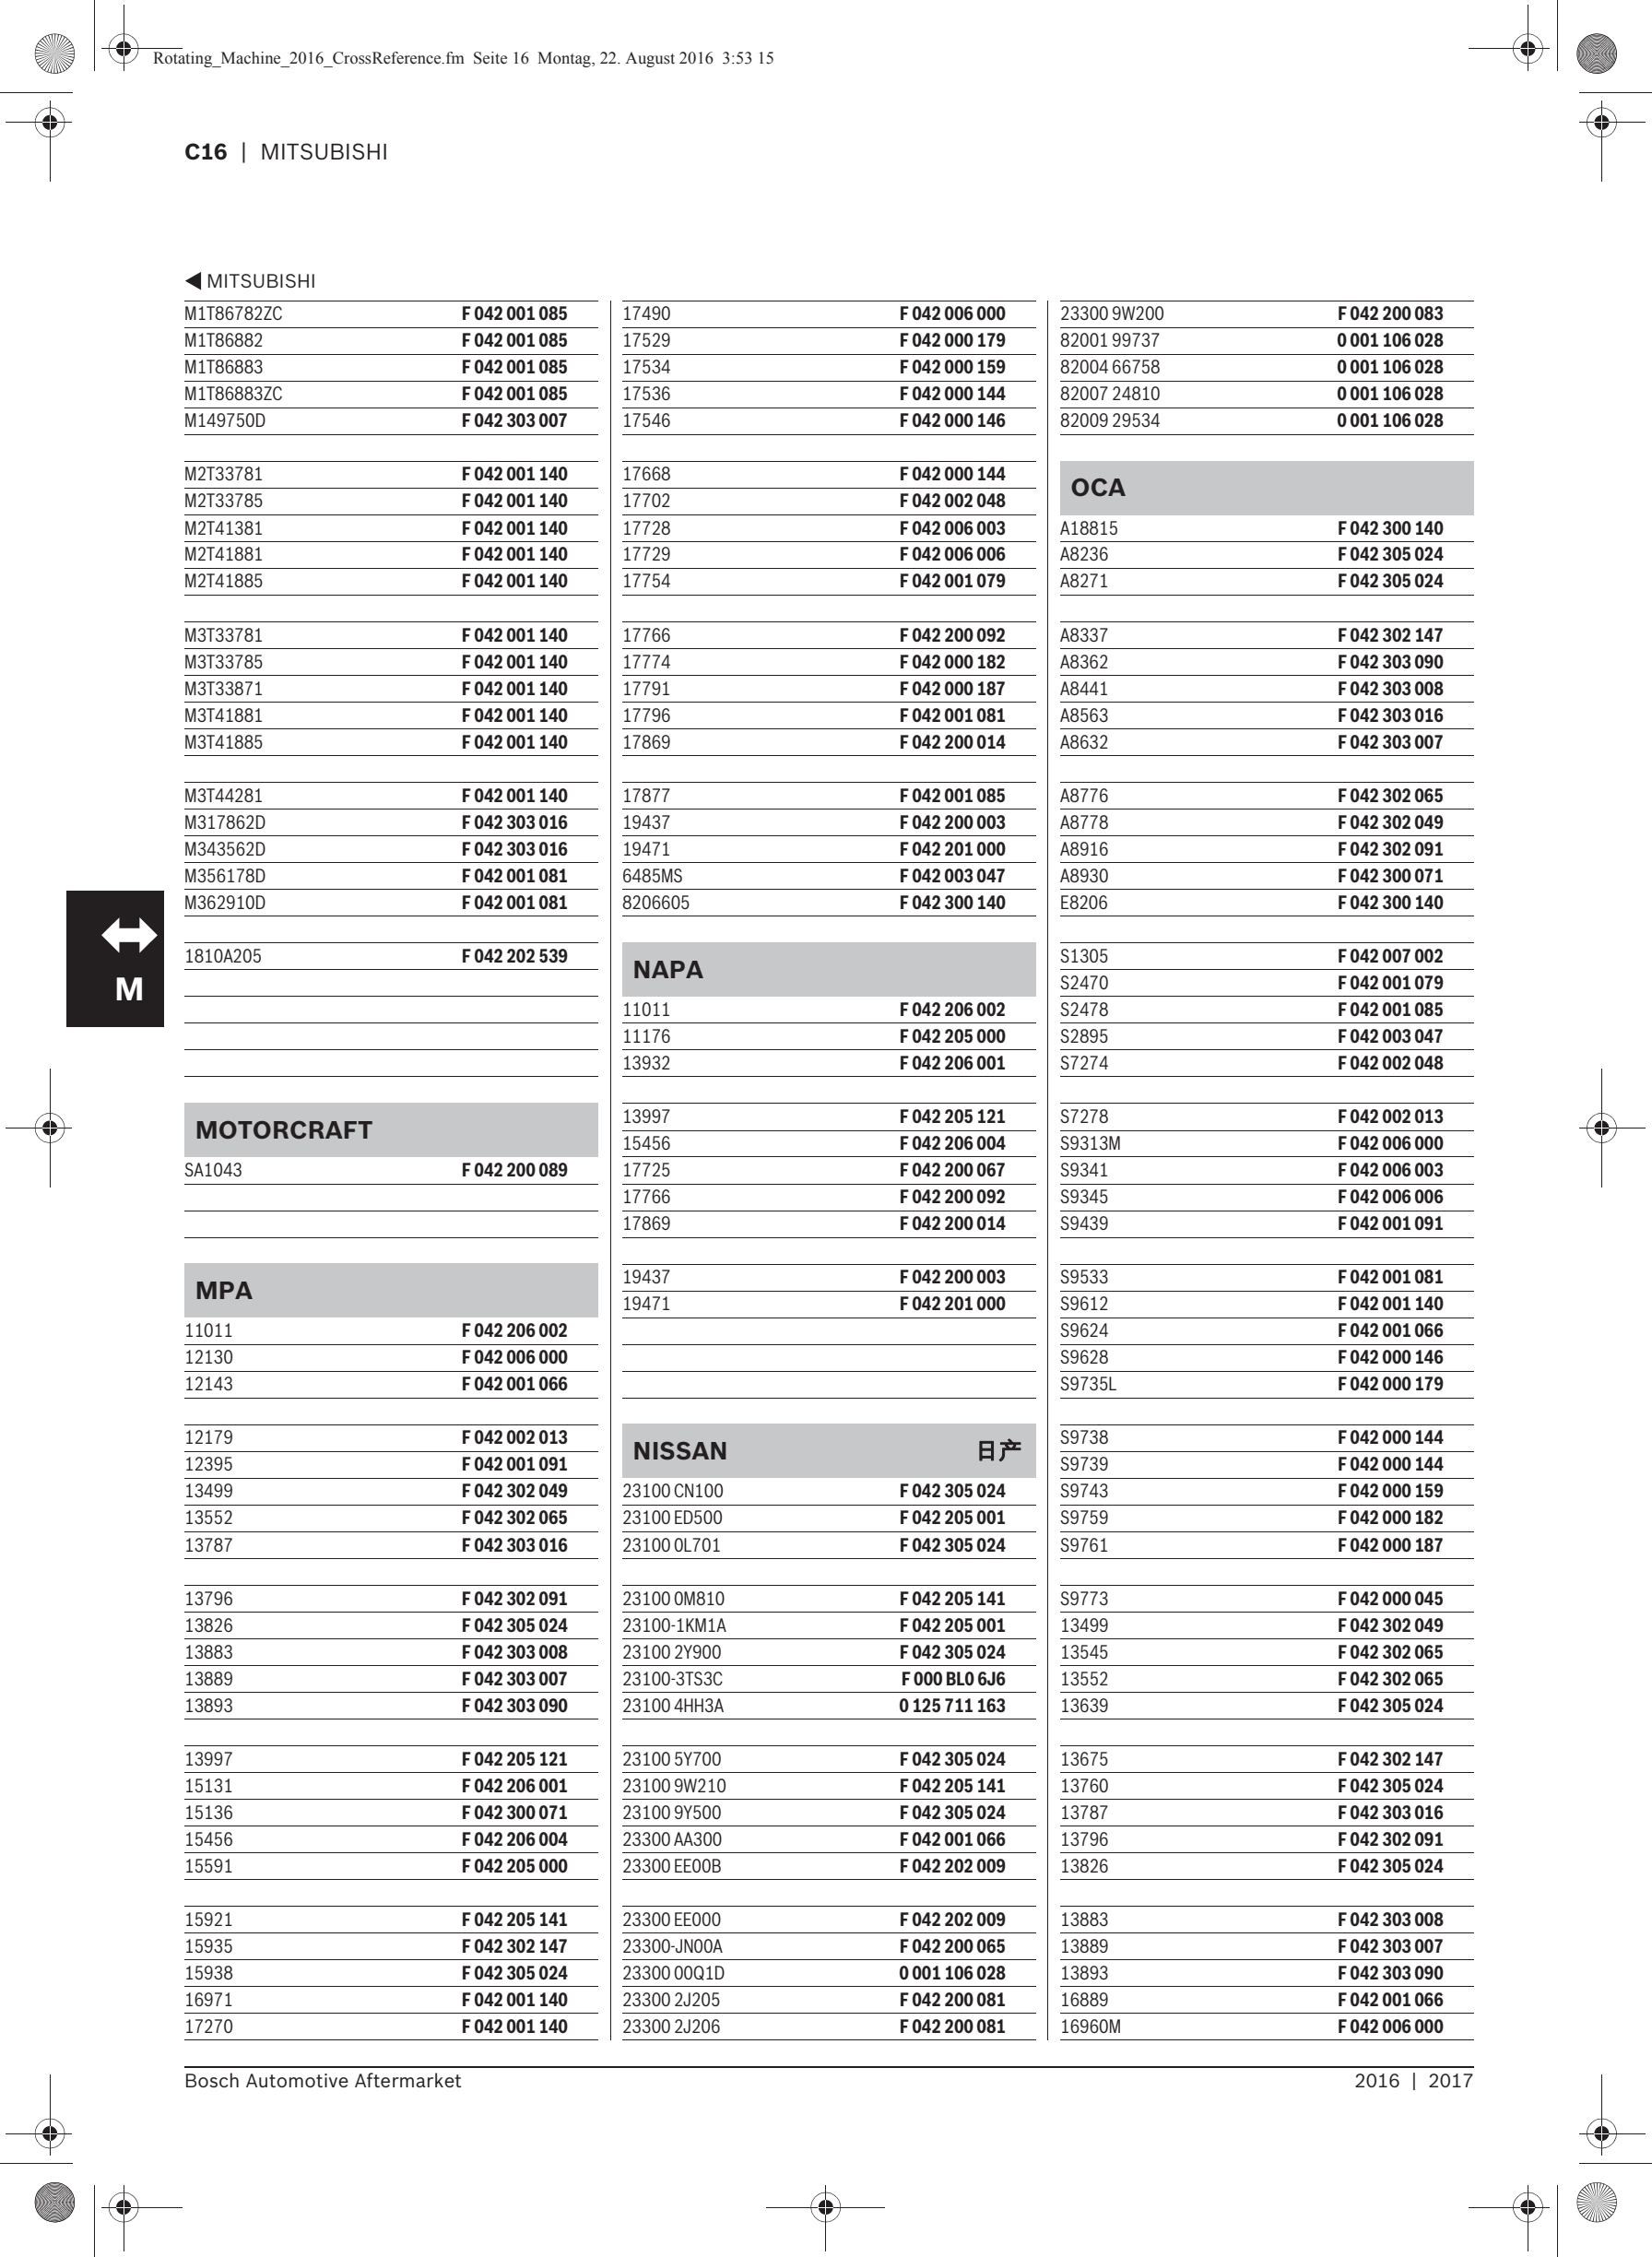 Rotating_Machine_2016_CrossReference.fm Seite 16 Montag, 22. August 2016 3:53 15
C16 | MITSUBISHI
◀ MITSUBISHI
M1T86782ZC F 042 001 085
M1T86882 F 042 001 085
M1T86883 F 042 001 085
M1T86883ZC F 042 001 085
M149750D F 042 303 007
M2T33781 F 042 001 140
M2T33785 F 042 001 140
M2T41381 F 042 001 140
M2T41881 F 042 001 140
M2T41885 F 042 001 140
M3T33781 F 042 001 140
M3T33785 F 042 001 140
M3T33871 F 042 001 140
M3T41881 F 042 001 140
M3T41885 F 042 001 140
M3T44281 F 042 001 140
M317862D F 042 303 016
M343562D F 042 303 016
M356178D F 042 001 081
M362910D F 042 001 081
1810A205 F 042 202 539
MOTORCRAFT
SA1043 F 042 200 089
MPA
11011 F 042 206 002
12130 F 042 006 000
12143 F 042 001 066
12179 F 042 002 013
12395 F 042 001 091
13499 F 042 302 049
13552 F 042 302 065
13787 F 042 303 016
13796 F 042 302 091
13826 F 042 305 024
13883 F 042 303 008
13889 F 042 303 007
13893 F 042 303 090
13997 F 042 205 121
15131 F 042 206 001
15136 F 042 300 071
15456 F 042 206 004
15591 F 042 205 000
15921 F 042 205 141
15935 F 042 302 147
15938 F 042 305 024
16971 F 042 001 140
17270 F 042 001 140
17490 F 042 006 000
17529 F 042 000 179
17534 F 042 000 159
17536 F 042 000 144
17546 F 042 000 146
17668 F 042 000 144
17702 F 042 002 048
17728 F 042 006 003
17729 F 042 006 006
17754 F 042 001 079
17766 F 042 200 092
17774 F 042 000 182
17791 F 042 000 187
17796 F 042 001 081
17869 F 042 200 014
17877 F 042 001 085
19437 F 042 200 003
19471 F 042 201 000
6485MS F 042 003 047
8206605 F 042 300 140
NAPA
11011 F 042 206 002
11176 F 042 205 000
13932 F 042 206 001
13997 F 042 205 121
15456 F 042 206 004
17725 F 042 200 067
17766 F 042 200 092
17869 F 042 200 014
19437 F 042 200 003
19471 F 042 201 000
NISSAN 日产
23100 CN100 F 042 305 024
23100 ED500 F 042 205 001
23100 0L701 F 042 305 024
23100 0M810 F 042 205 141
23100-1KM1A F 042 205 001
23100 2Y900 F 042 305 024
23100-3TS3C F 000 BL0 6J6
23100 4HH3A 0 125 711 163
23100 5Y700 F 042 305 024
23100 9W210 F 042 205 141
23100 9Y500 F 042 305 024
23300 AA300 F 042 001 066
23300 EE00B F 042 202 009
23300 EE000 F 042 202 009
23300-JN00A F 042 200 065
23300 00Q1D 0 001 106 028
23300 2J205 F 042 200 081
23300 2J206 F 042 200 081
23300 9W200 F 042 200 083
82001 99737 0 001 106 028
82004 66758 0 001 106 028
82007 24810 0 001 106 028
82009 29534 0 001 106 028
OCA
A18815 F 042 300 140
A8236 F 042 305 024
A8271 F 042 305 024
A8337 F 042 302 147
A8362 F 042 303 090
A8441 F 042 303 008
A8563 F 042 303 016
A8632 F 042 303 007
A8776 F 042 302 065
A8778 F 042 302 049
A8916 F 042 302 091
A8930 F 042 300 071
E8206 F 042 300 140
S1305 F 042 007 002
S2470 F 042 001 079
S2478 F 042 001 085
S2895 F 042 003 047
S7274 F 042 002 048
S7278 F 042 002 013
S9313M F 042 006 000
S9341 F 042 006 003
S9345 F 042 006 006
S9439 F 042 001 091
S9533 F 042 001 081
S9612 F 042 001 140
S9624 F 042 001 066
S9628 F 042 000 146
S9735L F 042 000 179
S9738 F 042 000 144
S9739 F 042 000 144
S9743 F 042 000 159
S9759 F 042 000 182
S9761 F 042 000 187
S9773 F 042 000 045
13499 F 042 302 049
13545 F 042 302 065
13552 F 042 302 065
13639 F 042 305 024
13675 F 042 302 147
13760 F 042 305 024
13787 F 042 303 016
13796 F 042 302 091
13826 F 042 305 024
13883 F 042 303 008
13889 F 042 303 007
13893 F 042 303 090
16889 F 042 001 066
16960M F 042 006 000
M
Bosch Automotive Aftermarket 2016 | 2017